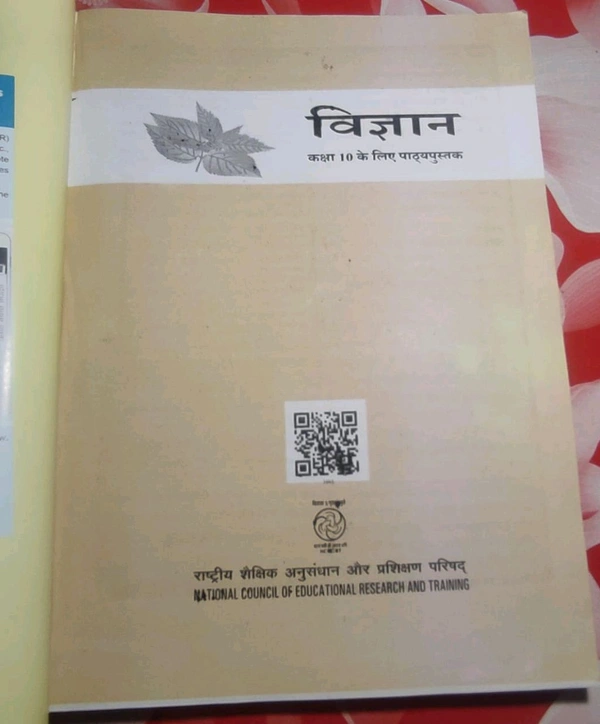 विज्ञान
कक्षा 10 के लिए पाठ्यपुस्तक
राष्ट्रीय शैक्षिक अनुसंधान और प्रशिक्षण परिषद्
NATIONAL COUNCIL OF EDUCATIONAL RESEARCH AND TRAINING